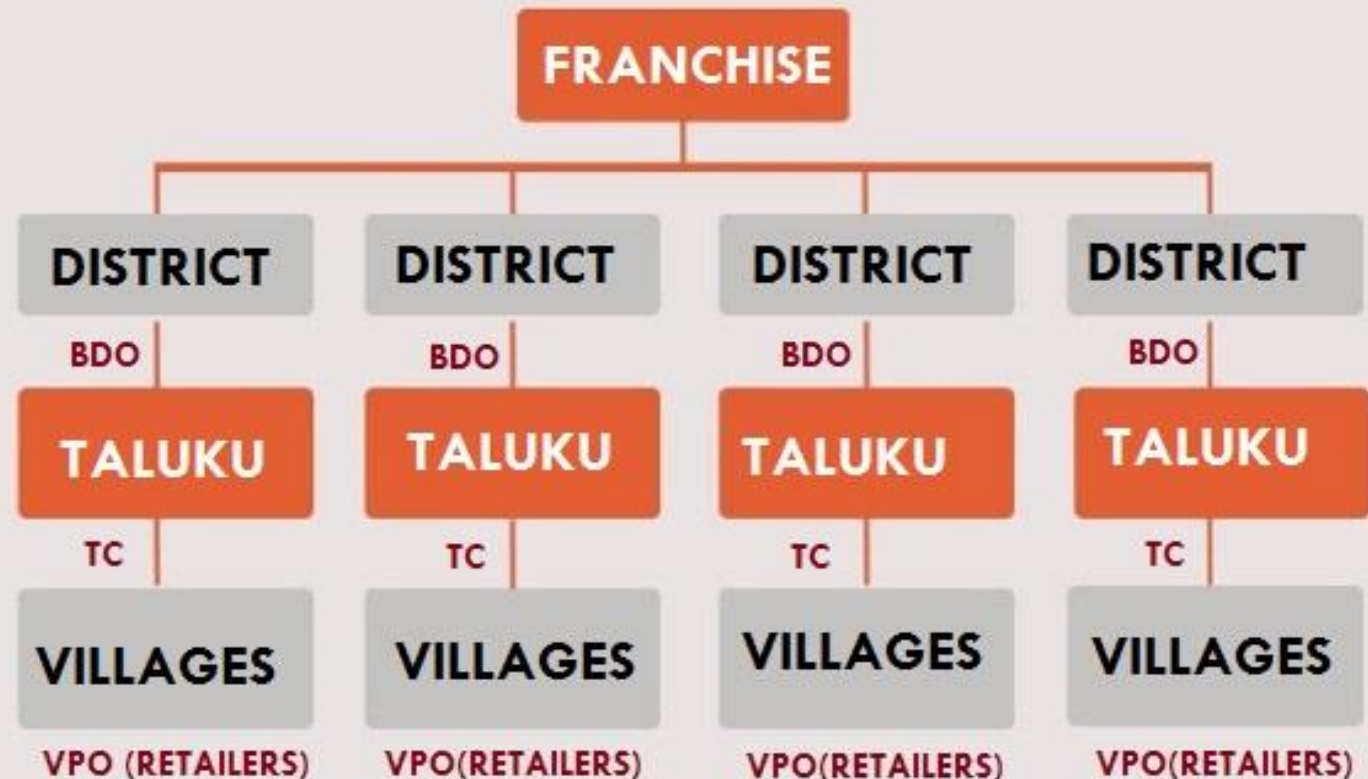 FRANCHISE
DISTRICT DISTRICT DISTRICT DISTRICT
BDO BDO BDO BDO
TALUKU TALUKU TALUKU TALUKU
TC TC TC TC
VILLAGES VILLAGES VILLAGES VILLAGES
VPO (RETAILERS) VPO(RETAILERS) VPO(RETAILERS) VPO(RETAILERS)